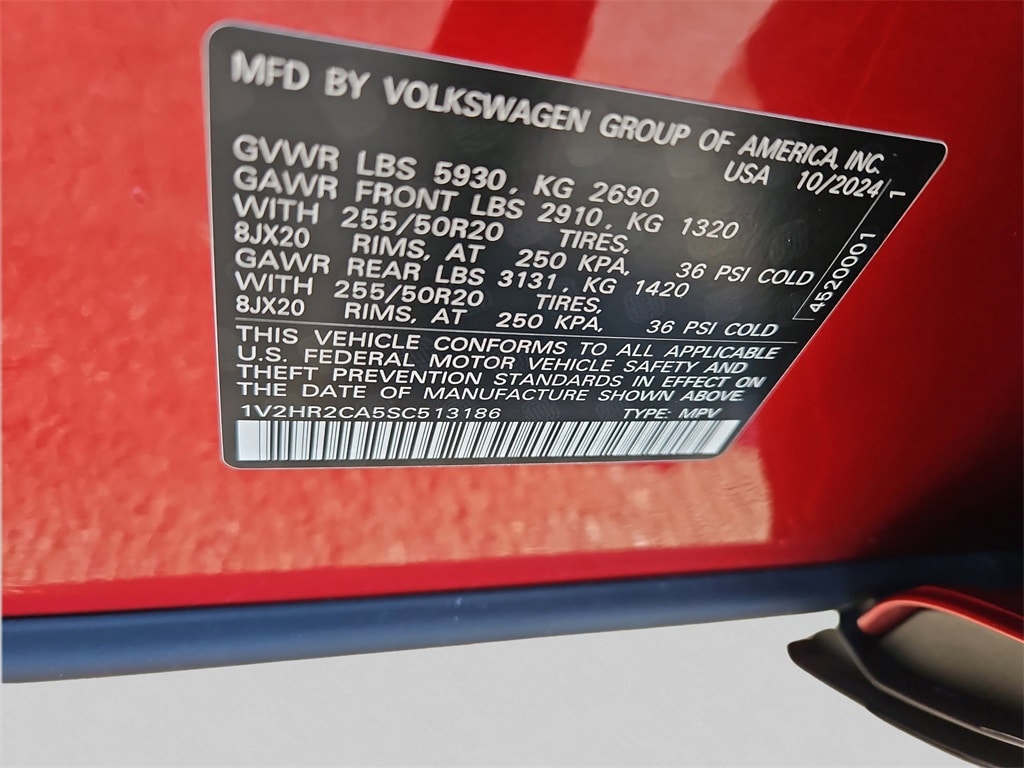 MFD BY VOLKSWAGEN GROUP OF AMERICA, INC.
USA 10/2024
GVWR LBS 5930, KG 2690
GAWR FRONT LBS 2910, KG 1320
WITH 255/50R20 TIRES,
8JX20 RIMS, AT 250 KPA, 36 PSI COLD
GAWR REAR LBS 3131, KG 1420
WITH 255/50R20 TIRES,
8JX20 RIMS, AT 250 KPA, 36 PSI COLD
4520001 1
THIS VEHICLE CONFORMS TO ALL APPLICABLE
U.S. FEDERAL MOTOR VEHICLE SAFETY AND
THEFT PREVENTION STANDARDS IN EFFECT ON
THE DATE OF MANUFACTURE SHOWN ABOVE.
1V2HR2CA5SC513186 TYPE: MPV